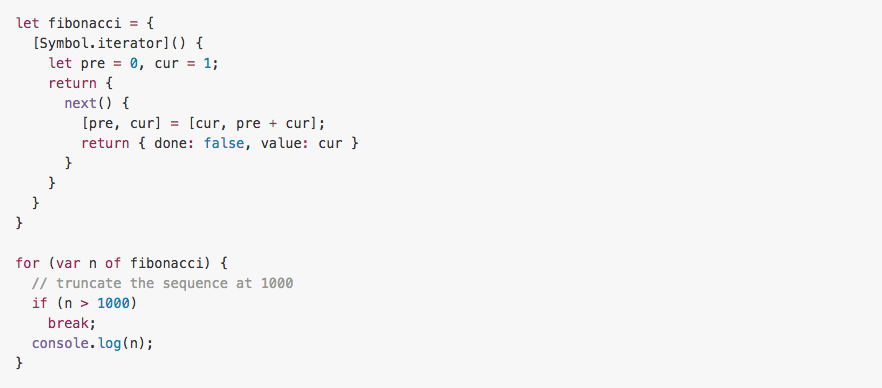 let fibonacci = {
  [Symbol.iterator]() {
    let pre = 0, cur = 1;
    return {
      next() {
        [pre, cur] = [cur, pre + cur];
        return { done: false, value: cur }
      }
    }
  }
}

for (var n of fibonacci) {
  // truncate the sequence at 1000
  if (n > 1000)
    break;
  console.log(n);
}